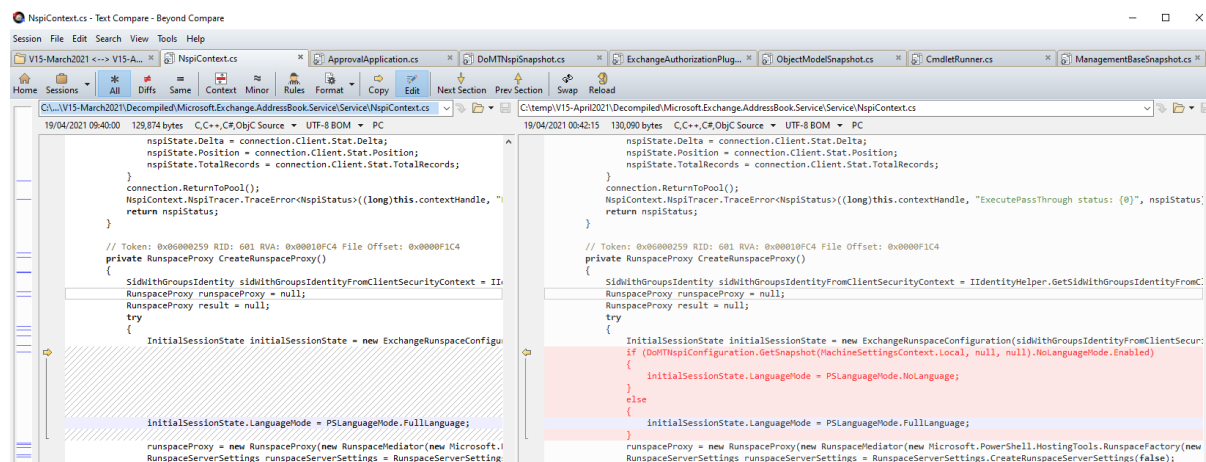 NspiContext.cs - Text Compare - Beyond Compare
Session File Edit Search View Tools Help
V15-March2021 <--> V15-A... NspiContext.cs ApprovalApplication.cs DoMTNspiSnapshot.cs ExchangeAuthorizationPlug... ObjectModelSnapshot.cs CmdletRunner.cs ManagementBaseSnapshot.cs
Home Sessions All Diffs Same Context Minor Rules Format Copy Edit Next Section Prev Section Swap Reload
C:\...\V15-March2021\Decompiled\Microsoft.Exchange.AddressBook.Service\Service\NspiContext.cs
19/04/2021 09:40:00 129,874 bytes C,C++,C#,ObjC Source UTF-8 BOM PC
nspiState.Delta = connection.Client.Stat.Delta;
nspiState.Position = connection.Client.Stat.Position;
nspiState.TotalRecords = connection.Client.Stat.TotalRecords;
}
connection.ReturnToPool();
NspiContext.NspiTracer.TraceError<NspiStatus>((long)this.contextHandle, "
return nspiStatus;
}
// Token: 0x06000259 RID: 601 RVA: 0x00010FC4 File Offset: 0x0000F1C4
private RunspaceProxy CreateRunspaceProxy()
{
SidWithGroupsIdentity sidWithGroupsIdentityFromClientSecurityContext = IId
RunspaceProxy runspaceProxy = null;
RunspaceProxy result = null;
try
{
InitialSessionState initialSessionState = new ExchangeRunspaceConfigu
initialSessionState.LanguageMode = PSLanguageMode.FullLanguage;
runspaceProxy = new RunspaceProxy(new RunspaceMediator(new Microsoft.
RunspaceServerSettings runspaceServerSettings = RunspaceServerSetting
C:\temp\V15-April2021\Decompiled\Microsoft.Exchange.AddressBook.Service\Service\NspiContext.cs
19/04/2021 00:42:15 130,090 bytes C,C++,C#,ObjC Source UTF-8 BOM PC
nspiState.Delta = connection.Client.Stat.Delta;
nspiState.Position = connection.Client.Stat.Position;
nspiState.TotalRecords = connection.Client.Stat.TotalRecords;
}
connection.ReturnToPool();
NspiContext.NspiTracer.TraceError<NspiStatus>((long)this.contextHandle, "ExecutePassThrough status: {0}", nspiStatus)
return nspiStatus;
}
// Token: 0x06000259 RID: 601 RVA: 0x00010FC4 File Offset: 0x0000F1C4
private RunspaceProxy CreateRunspaceProxy()
{
SidWithGroupsIdentity sidWithGroupsIdentityFromClientSecurityContext = IIdentityHelper.GetSidWithGroupsIdentityFromC
RunspaceProxy runspaceProxy = null;
RunspaceProxy result = null;
try
{
InitialSessionState initialSessionState = new ExchangeRunspaceConfiguration(sidWithGroupsIdentityFromClientSecuri
if (DoMTNspiConfiguration.GetSnapshot(MachineSettingsContext.Local, null, null).NoLanguageMode.Enabled)
{
initialSessionState.LanguageMode = PSLanguageMode.NoLanguage;
}
else
{
initialSessionState.LanguageMode = PSLanguageMode.FullLanguage;
}
runspaceProxy = new RunspaceProxy(new RunspaceMediator(new Microsoft.PowerShell.HostingTools.RunspaceFactory(new
RunspaceServerSettings runspaceServerSettings = RunspaceServerSettings.CreateRunspaceServerSettings(false);